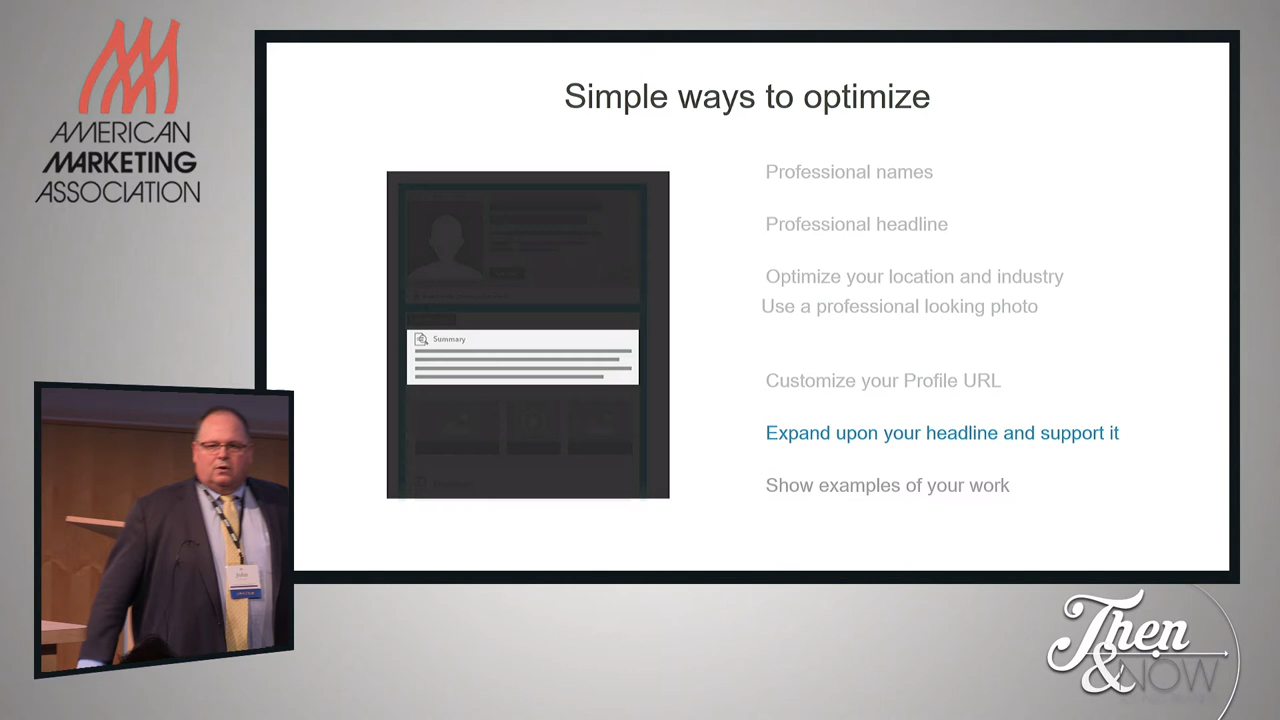 AMERICAN
MARKETING
ASSOCIATION
Simple ways to optimize
Professional names
Professional headline
Optimize your location and industry
Use a professional looking photo
Customize your Profile URL
Expand upon your headline and support it
Show examples of your work
Summary
John
Then
& NOW